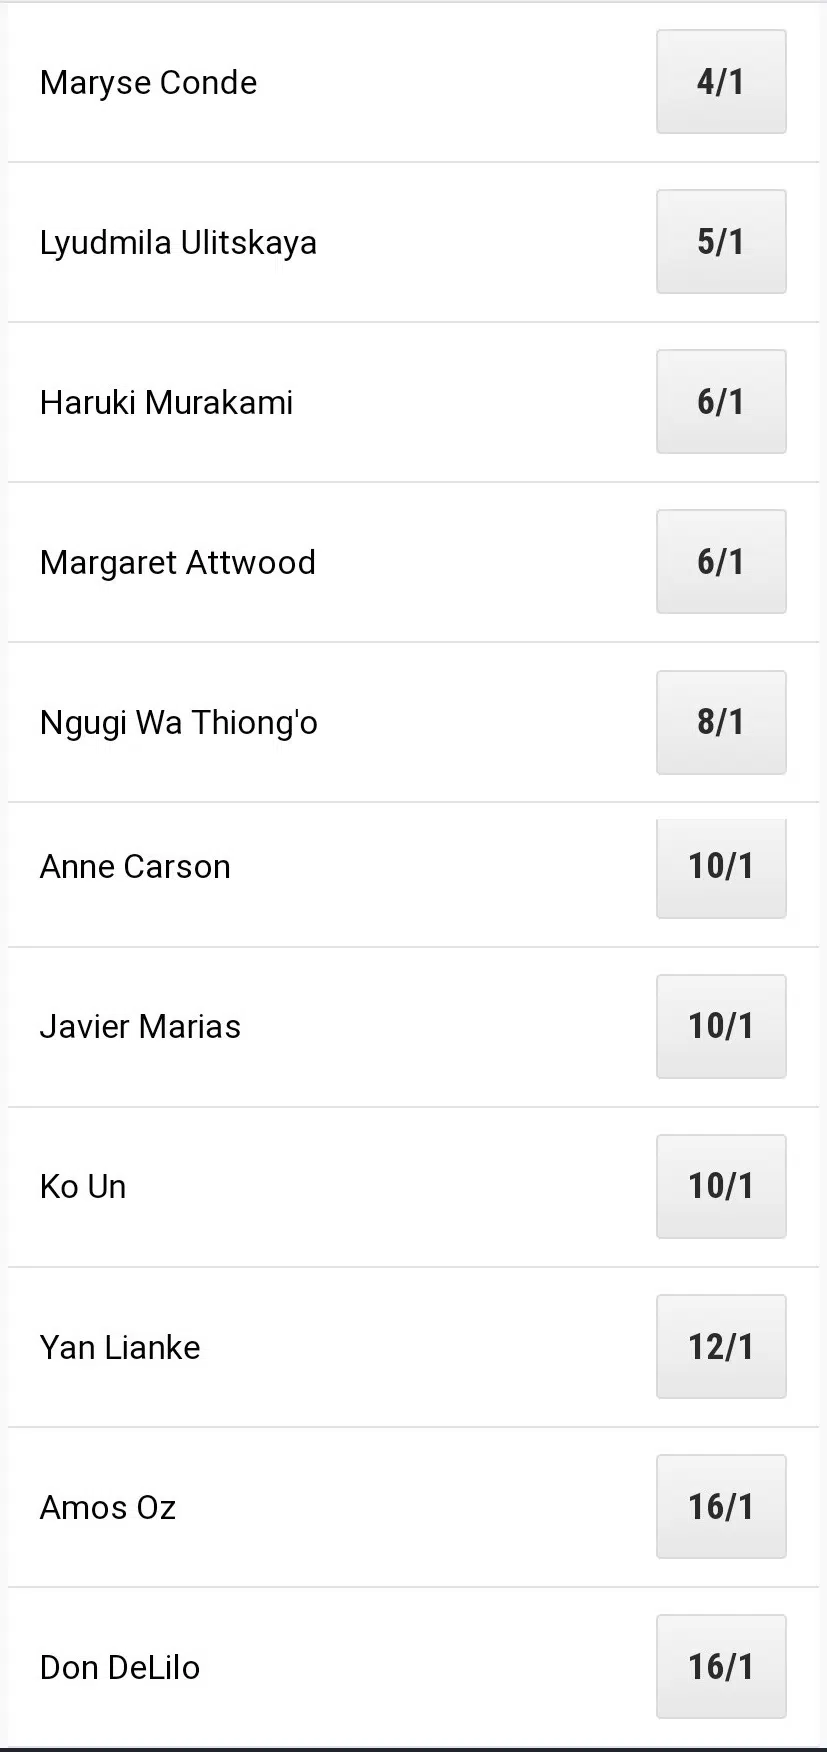 Maryse Conde 4/1
Lyudmila Ulitskaya 5/1
Haruki Murakami 6/1
Margaret Attwood 6/1
Ngugi Wa Thiong'o 8/1
Anne Carson 10/1
Javier Marias 10/1
Ko Un 10/1
Yan Lianke 12/1
Amos Oz 16/1
Don DeLilo 16/1